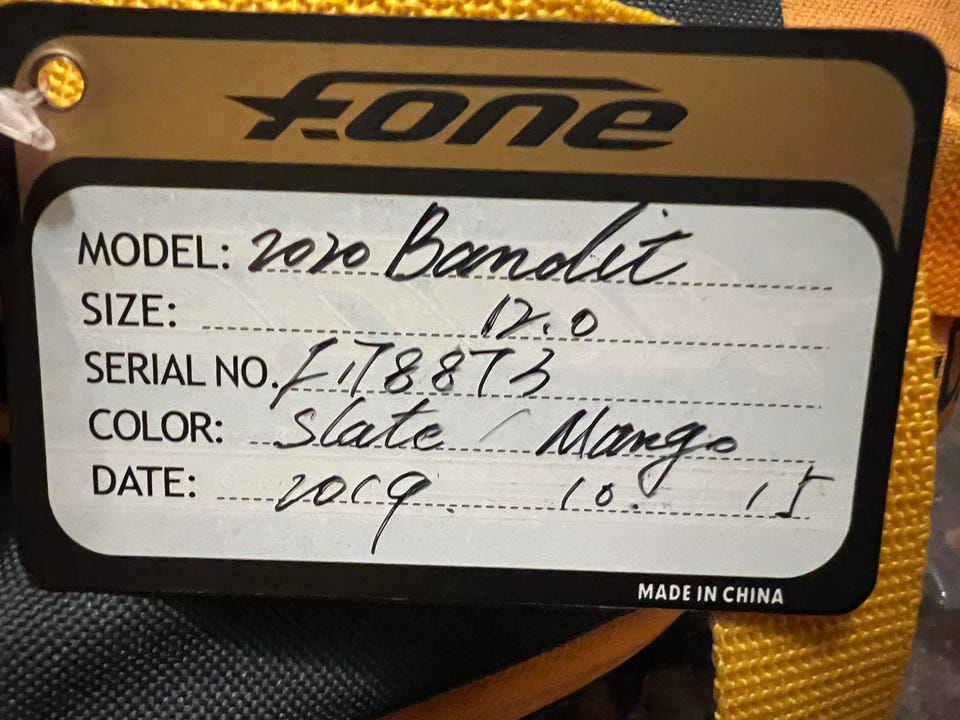 f-one
MODEL: 2020 Bandit
SIZE: 12.0
SERIAL NO. F178873
COLOR: Slate / Mango
DATE: 2019. 10. 15
MADE IN CHINA